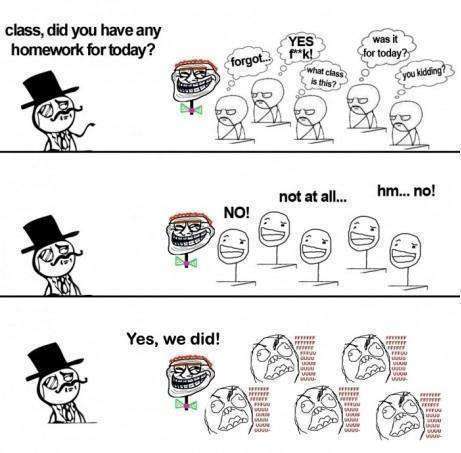 class, did you have any
homework for today?
forgot...
YES
f**k!
what class
is this?
was it
for today?
you kidding?
NO!
not at all...
hm... no!
Yes, we did!